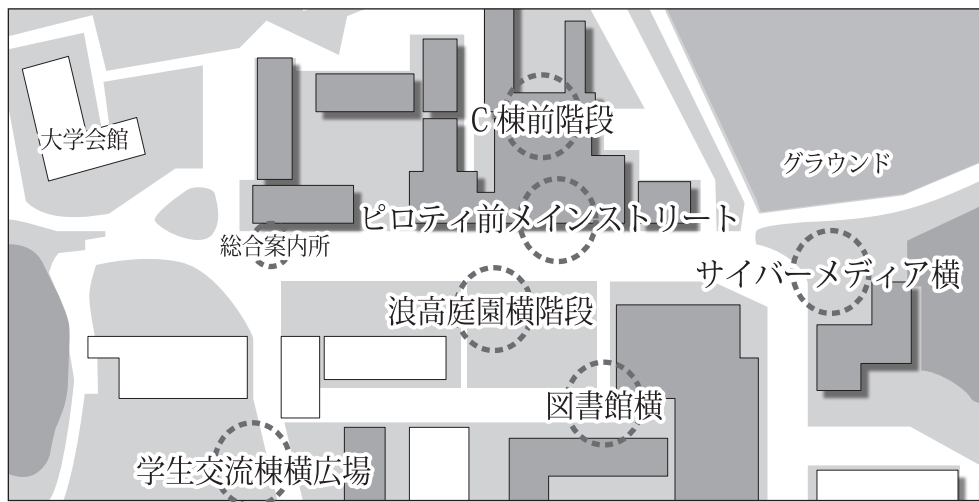 C棟前階段
大学会館
グラウンド
ピロティ前メインストリート
総合案内所
サイバーメディア横
浪高庭園横階段
図書館横
学生交流棟横広場